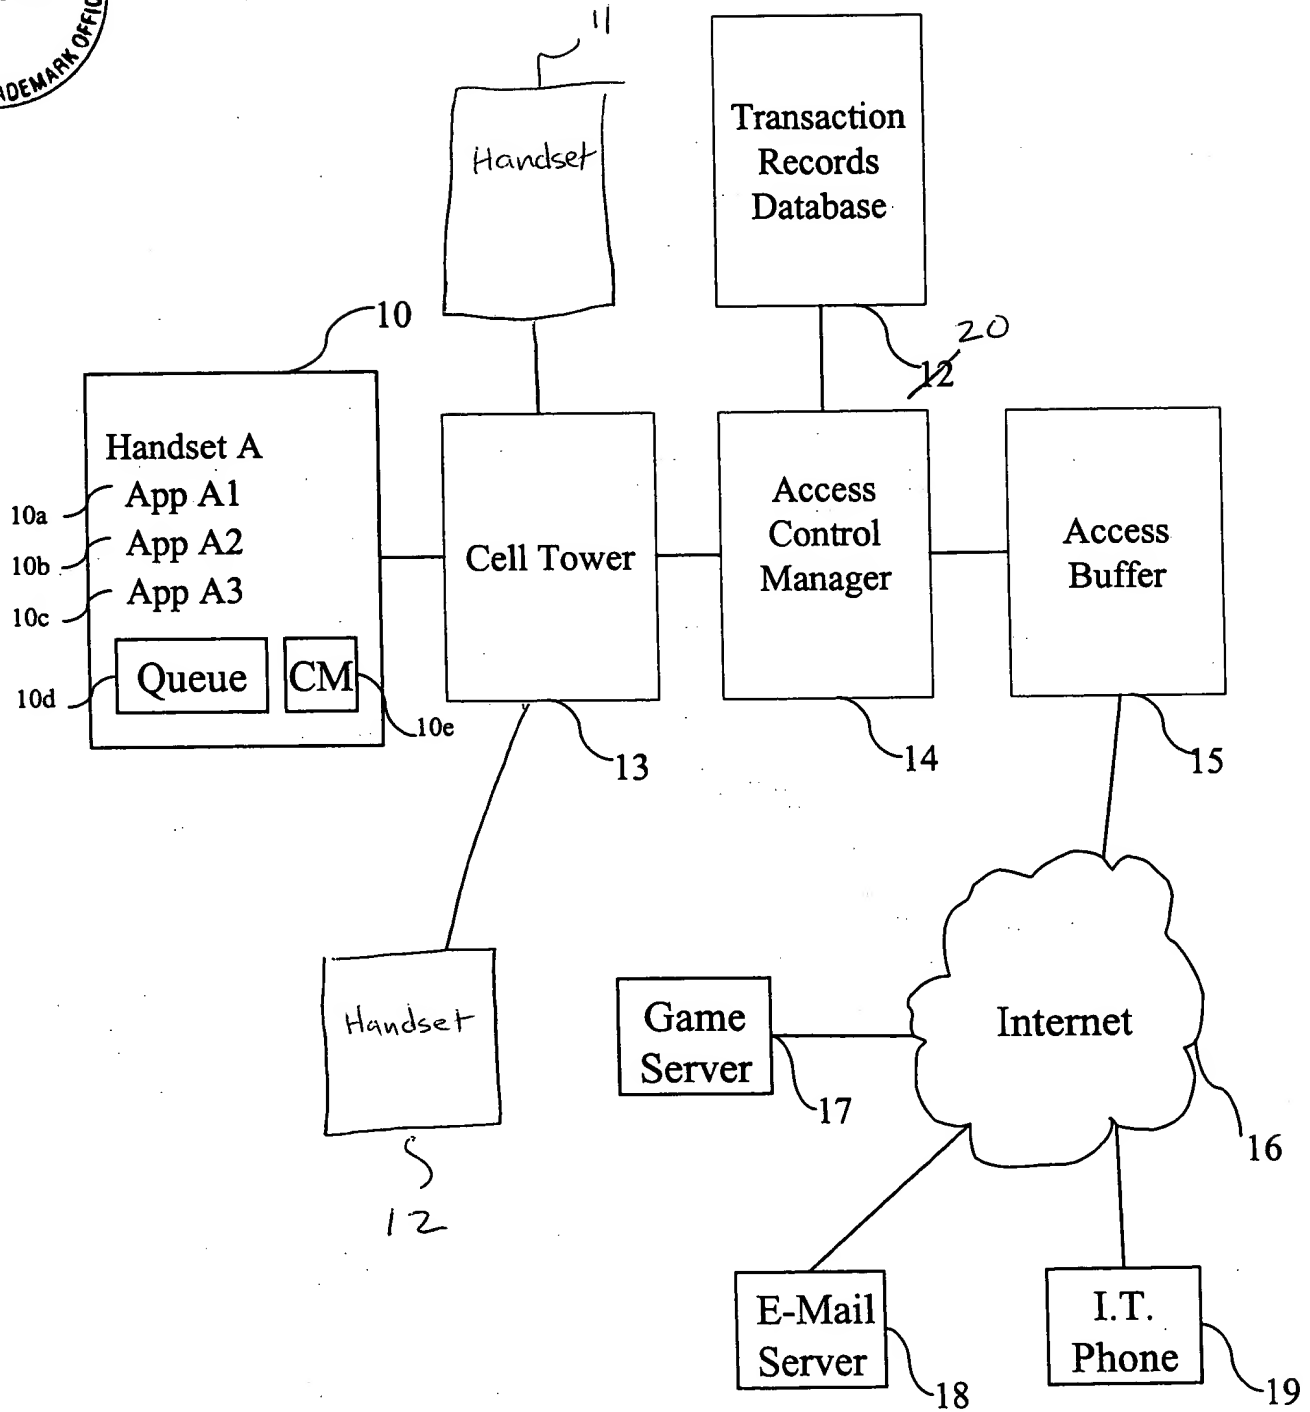 ADEMARK OFFIC
11
Handset
Transaction
Records
Database
10
20
12
Handset A
App A1
10a
App A2
10b
App A3
10c
Queue
CM
10d
10e
Cell Tower
13
Access
Control
Manager
14
Access
Buffer
15
Handset
12
Game
Server
17
Internet
16
E-Mail
Server
18
I.T.
Phone
19